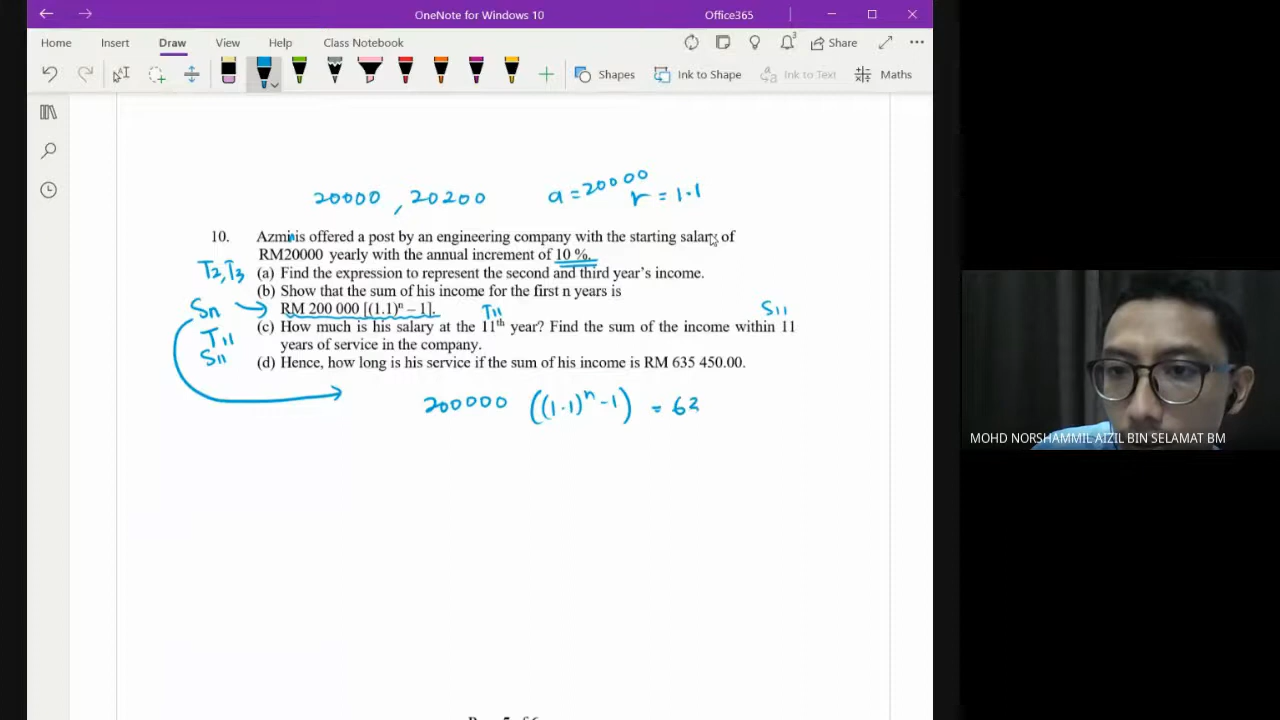 OneNote for Windows 10
Office365
Home Insert Draw View Help Class Notebook
3
Share
Shapes Ink to Shape Ink to Text Maths
20000 , 20200 a = 20000 r = 1.1
10. Azmi is offered a post by an engineering company with the starting salary of
RM20000 yearly with the annual increment of 10 %.
T2, T3 (a) Find the expression to represent the second and third year's income.
(b) Show that the sum of his income for the first n years is
Sn → RM 200 000 [(1.1)ⁿ – 1].
T11 S11
T11 (c) How much is his salary at the 11th year? Find the sum of the income within 11
S11 years of service in the company.
(d) Hence, how long is his service if the sum of his income is RM 635 450.00.
200000 ((1.1)ⁿ - 1) = 63
MOHD NORSHAMMIL AIZIL BIN SELAMAT BM